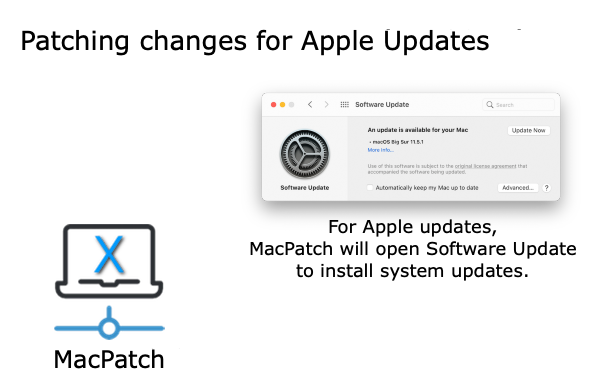 Patching changes for Apple Updates
Software Update
Search
An update is available for your Mac
Update Now
- macOS Big Sur 11.5.1
More info...
Use of this software is subject to the original license agreement that
accompanied the software being updated.
Software Update
Automatically keep my Mac up to date
Advanced...
?
For Apple updates,
MacPatch will open Software Update
to install system updates.
X
MacPatch